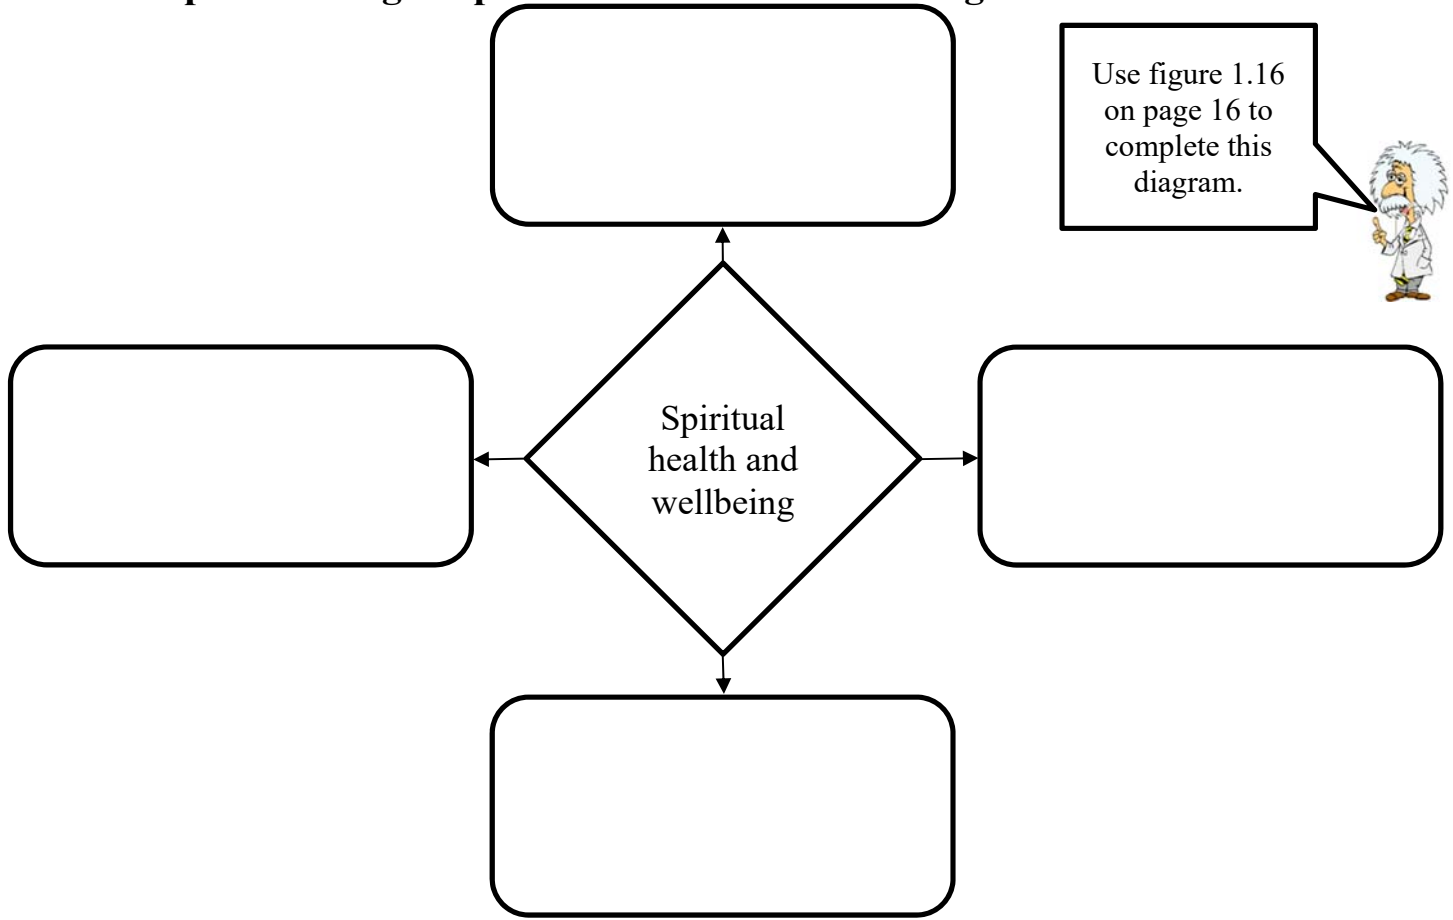 Use figure 1.16
on page 16 to
complete this
diagram.
Spiritual
health and
wellbeing